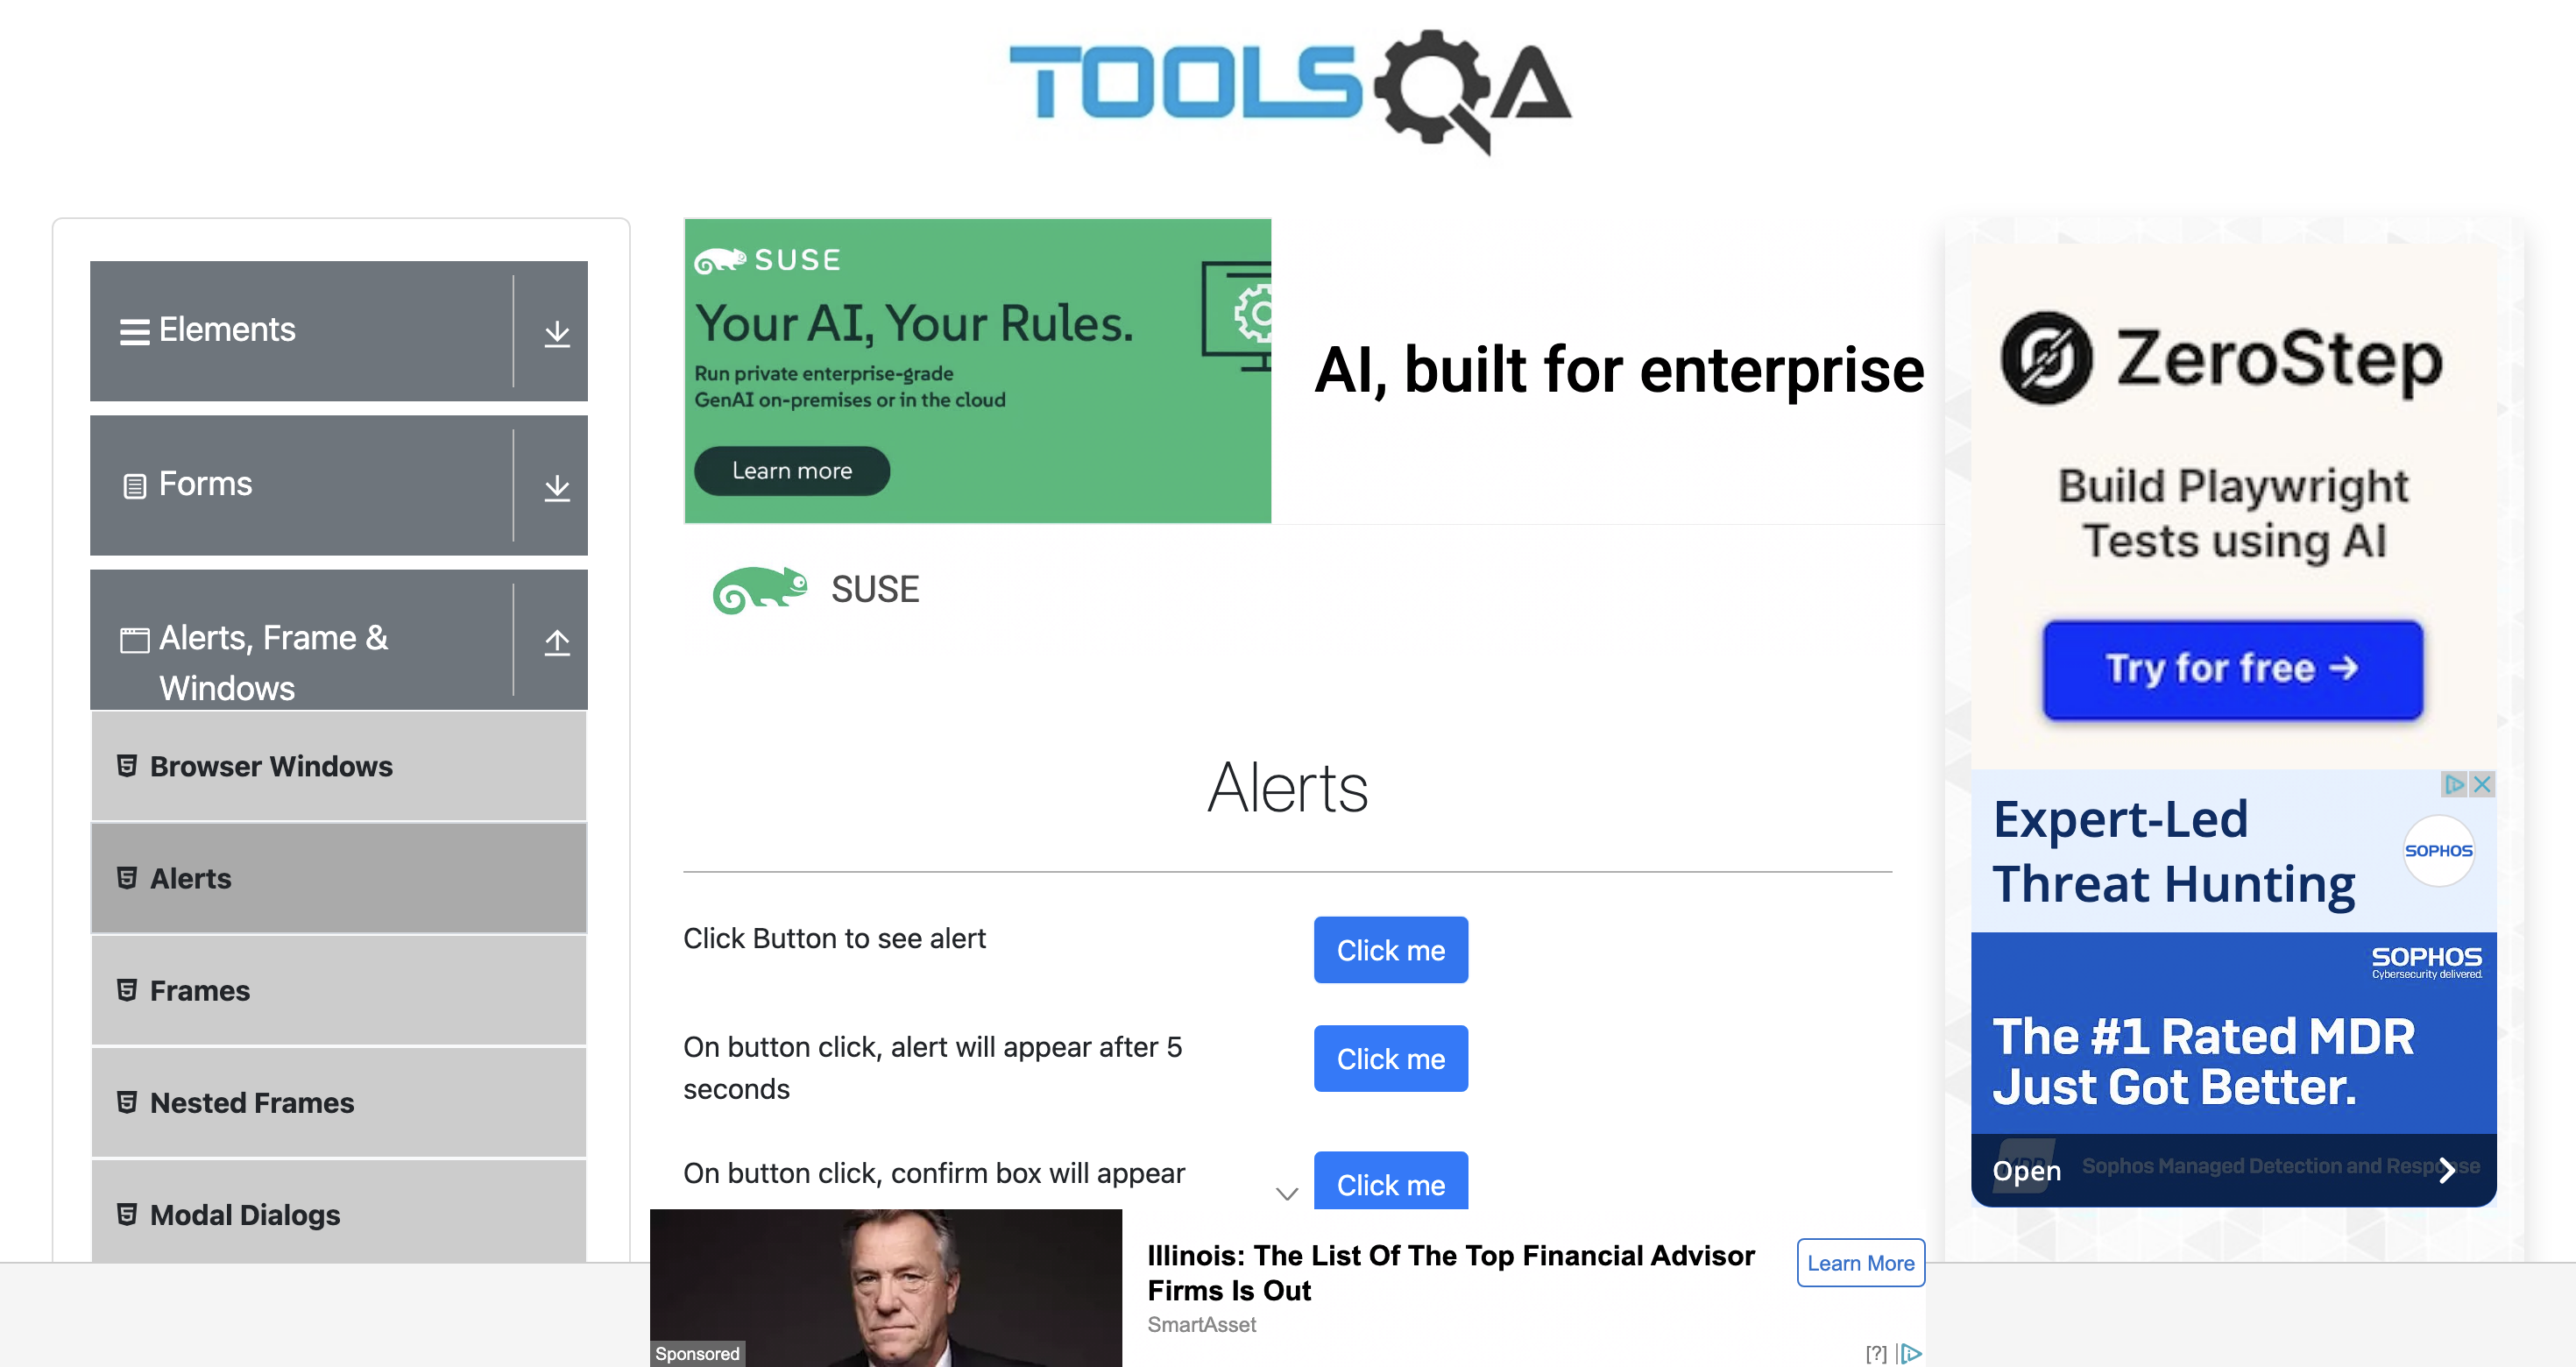 TOOLSQA
Elements
Forms
Alerts, Frame &
Windows
Browser Windows
Alerts
Frames
Nested Frames
Modal Dialogs
SUSE
Your AI, Your Rules.
Run private enterprise-grade
GenAI on-premises or in the cloud
Learn more
AI, built for enterprise
SUSE
Alerts
Click Button to see alert
Click me
On button click, alert will appear after 5
seconds
Click me
On button click, confirm box will appear
Click me
Sponsored
Illinois: The List Of The Top Financial Advisor
Firms Is Out
SmartAsset
Learn More
[?]
ZeroStep
Build Playwright
Tests using AI
Try for free →
Expert-Led
Threat Hunting
SOPHOS
SOPHOS
Cybersecurity delivered.
The #1 Rated MDR
Just Got Better.
MDR
Open
Sophos Managed Detection and Response